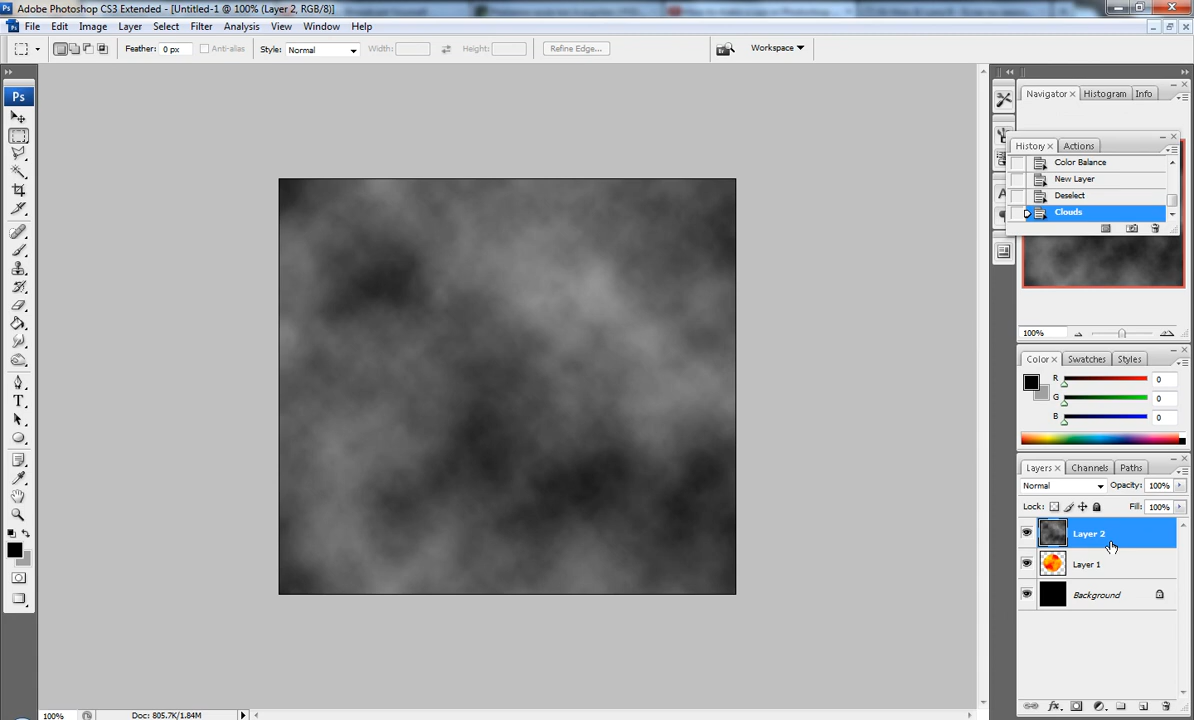 Adobe Photoshop CS3 Extended - [Untitled-1 @ 100% (Layer 2, RGB/8)]
File Edit Image Layer Select Filter Analysis View Window Help
Feather: 0 px Anti-alias Style: Normal Width: Height: Refine Edge... Workspace
Ps
Navigator × Histogram Info
History × Actions
Color Balance
New Layer
Deselect
Clouds
100%
Color × Swatches Styles
R 0
G 0
B 0
Layers × Channels Paths
Normal Opacity: 100%
Lock: Fill: 100%
Layer 2
Layer 1
Background
T
100% Doc: 805.7K/1.84M